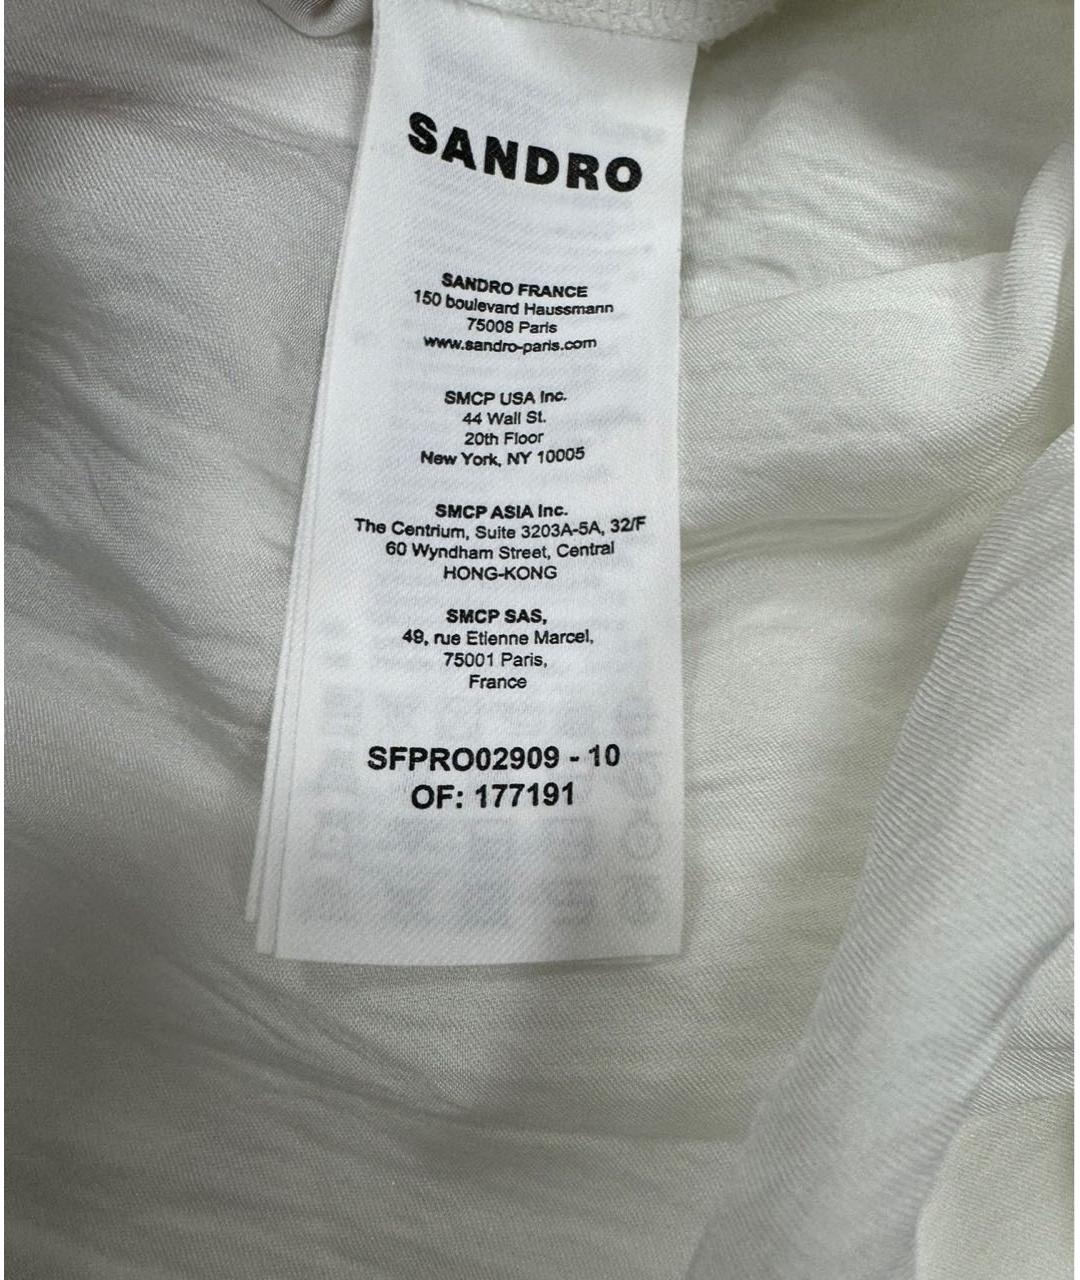 SANDRO
SANDRO FRANCE
150 boulevard Haussmann
75008 Paris
www.sandro-paris.com
SMCP USA Inc.
44 Wall St.
20th Floor
New York, NY 10005
SMCP ASIA Inc.
The Centrium, Suite 3203A-5A, 32/F
60 Wyndham Street, Central
HONG-KONG
SMCP SAS,
49, rue Etienne Marcel,
75001 Paris,
France
SFPRO02909 - 10
OF: 177191